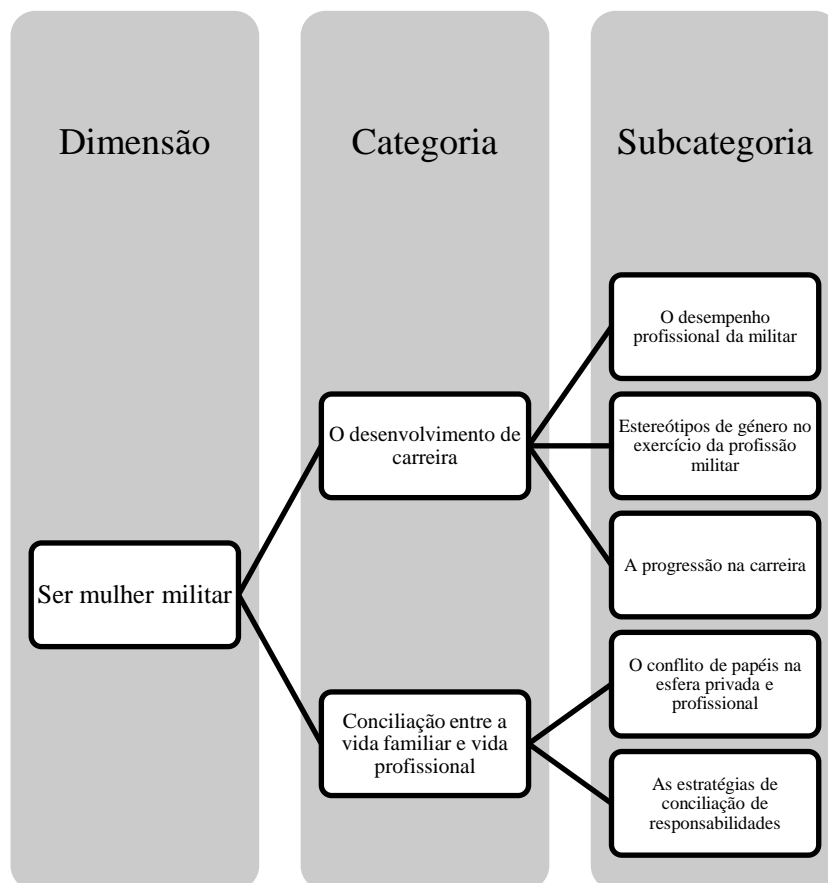 Dimensão
Categoria
Subcategoria
Ser mulher militar
O desenvolvimento de
carreira
Conciliação entre a
vida familiar e vida
profissional
O desempenho
profissional da militar
Estereótipos de género no
exercício da profissão
militar
A progressão na carreira
O conflito de papéis na
esfera privada e
profissional
As estratégias de
conciliação de
responsabilidades